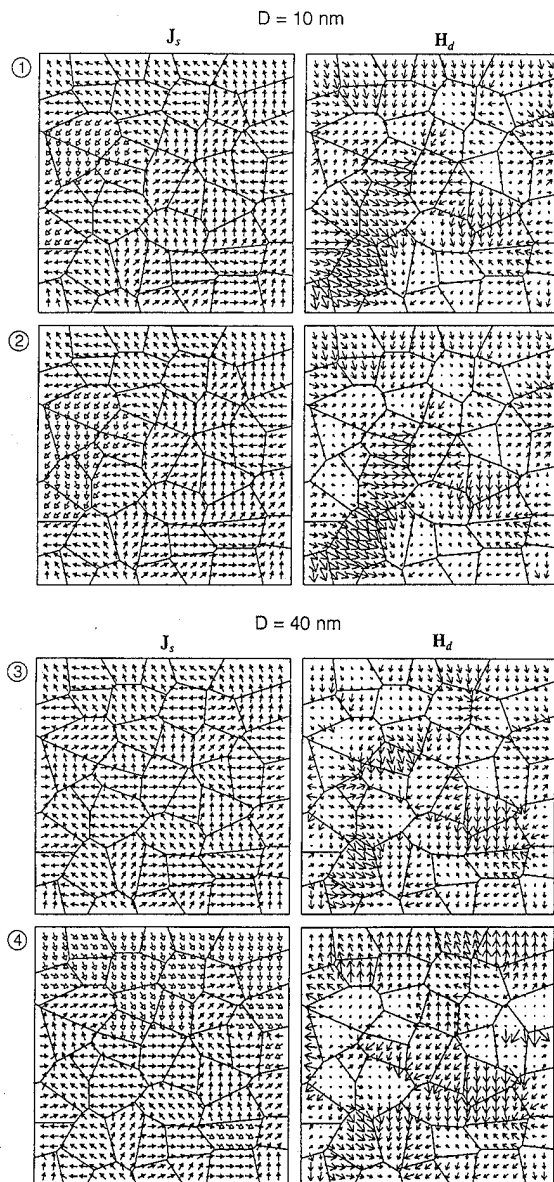 D = 10 nm
J_s H_d
①
②
D = 40 nm
J_s H_d
③
④